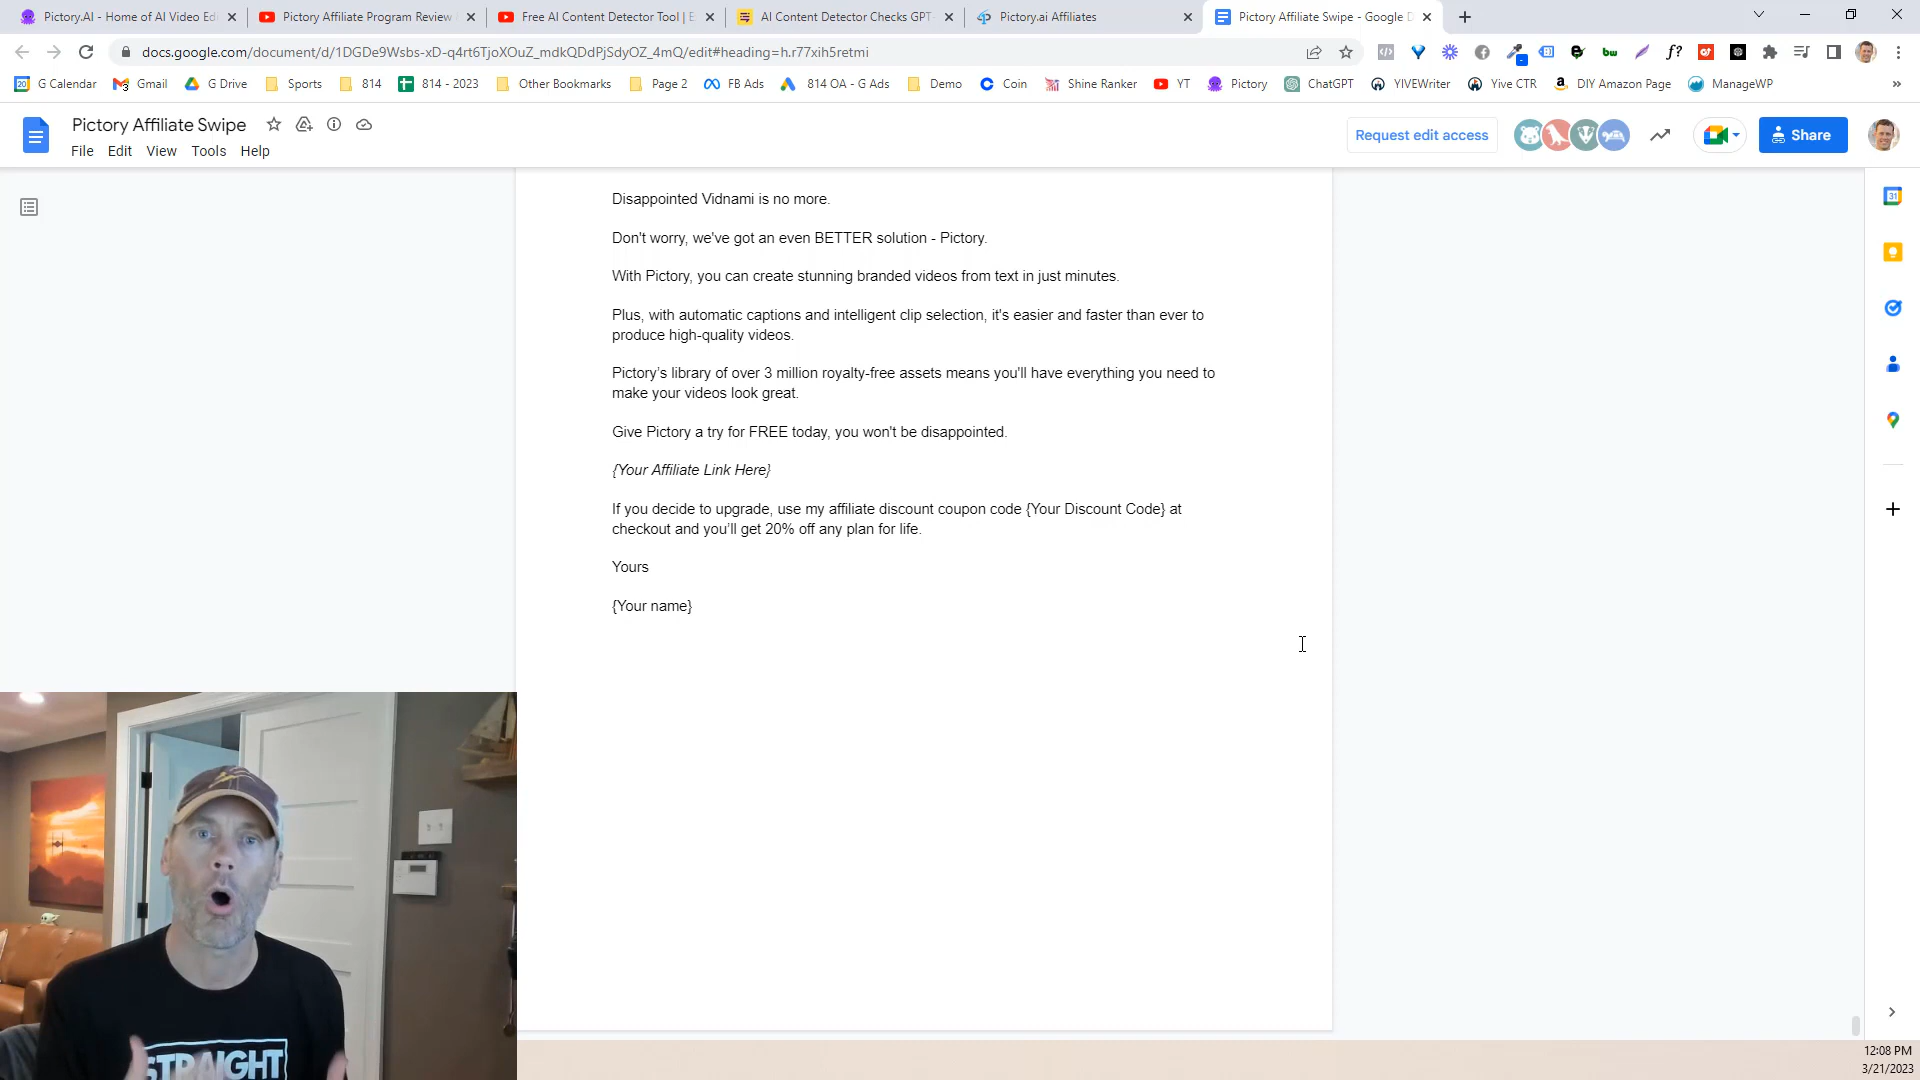 Pictory.AI - Home of AI Video Edi
Pictory Affiliate Program Review
Free AI Content Detector Tool | E
AI Content Detector Checks GPT
Pictory.ai Affiliates
Pictory Affiliate Swipe - Google D
docs.google.com/document/d/1DGDe9Wsbs-xD-q4rt6TjoXOuZ_mdkQDdPjSdyOZ_4mQ/edit#heading=h.r77xih5retmi
G Calendar
Gmail
G Drive
Sports
814
814 - 2023
Other Bookmarks
Page 2
FB Ads
814 OA - G Ads
Demo
Coin
Shine Ranker
YT
Pictory
ChatGPT
YIVEWriter
Yive CTR
DIY Amazon Page
ManageWP
Pictory Affiliate Swipe
Request edit access
Share
File Edit View Tools Help
Disappointed Vidnami is no more.
Don't worry, we've got an even BETTER solution - Pictory.
With Pictory, you can create stunning branded videos from text in just minutes.
Plus, with automatic captions and intelligent clip selection, it's easier and faster than ever to
produce high-quality videos.
Pictory's library of over 3 million royalty-free assets means you'll have everything you need to
make your videos look great.
Give Pictory a try for FREE today, you won't be disappointed.
{Your Affiliate Link Here}
If you decide to upgrade, use my affiliate discount coupon code {Your Discount Code} at
checkout and you'll get 20% off any plan for life.
Yours
{Your name}
STRAIGHT
12:08 PM
3/21/2023